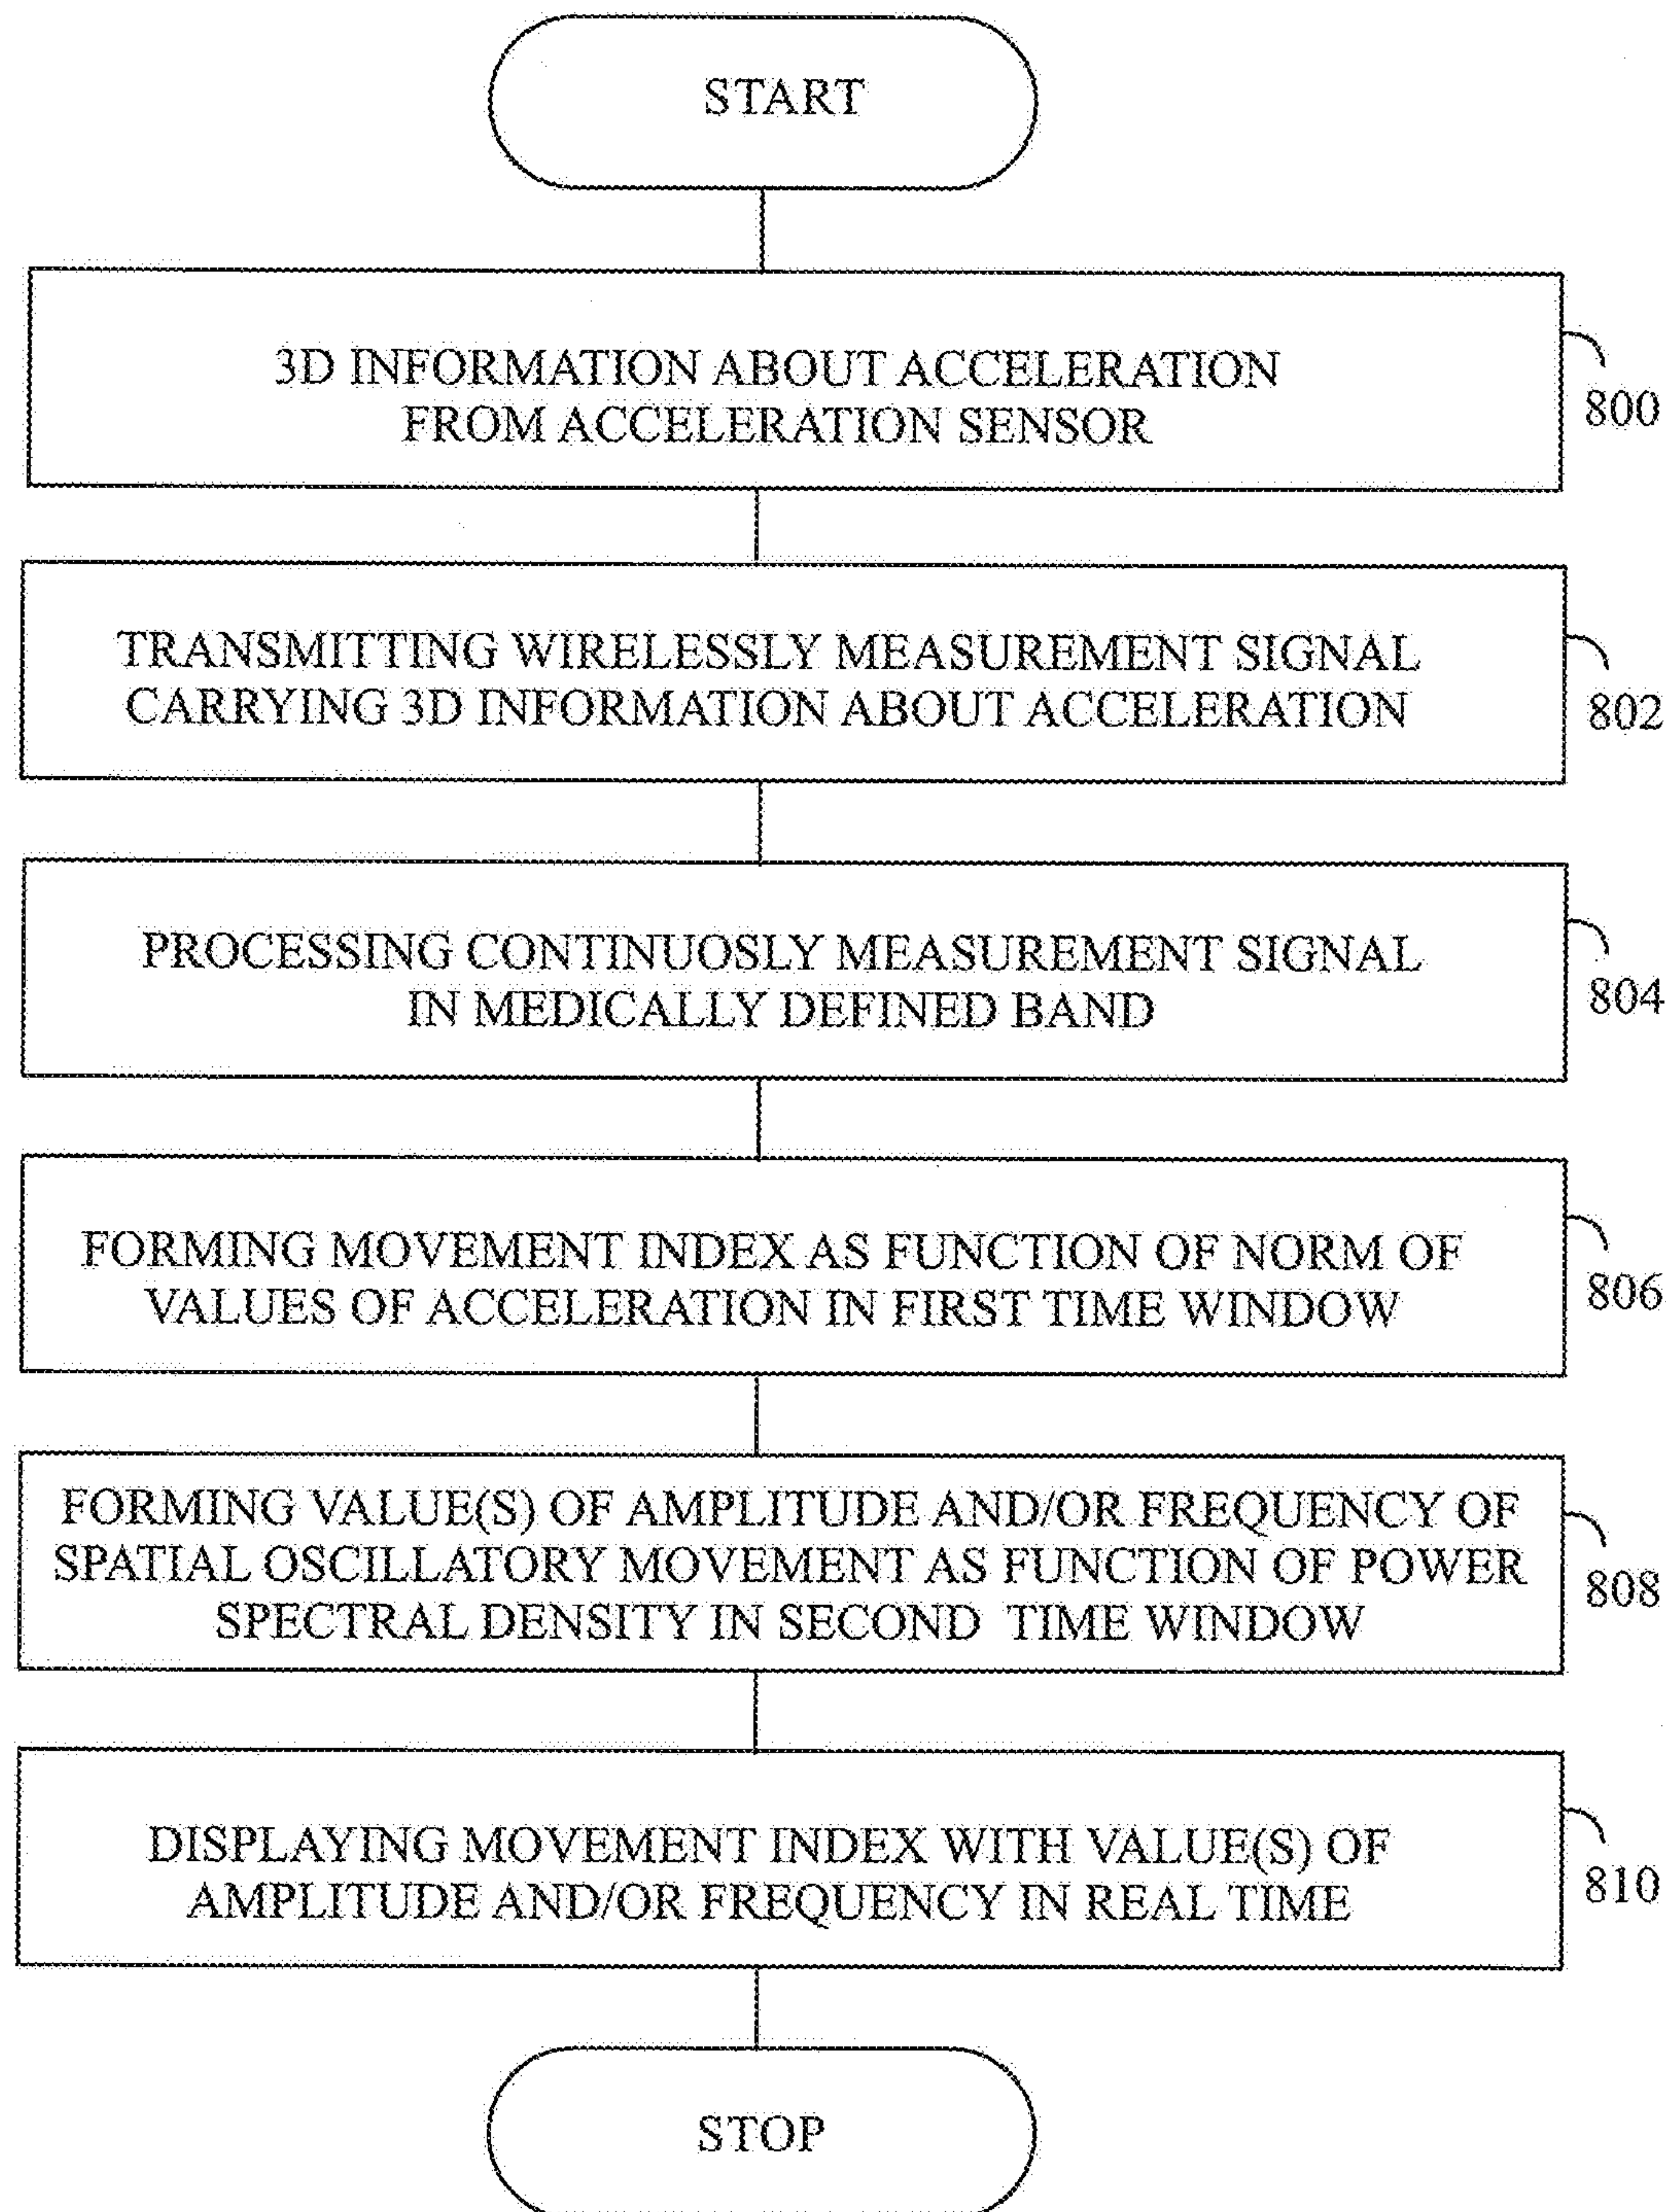 START
3D INFORMATION ABOUT ACCELERATION
FROM ACCELERATION SENSOR
800
TRANSMITTING WIRELESSLY MEASUREMENT SIGNAL
CARRYING 3D INFORMATION ABOUT ACCELERATION
802
PROCESSING CONTINUOSLY MEASUREMENT SIGNAL
IN MEDICALLY DEFINED BAND
804
FORMING MOVEMENT INDEX AS FUNCTION OF NORM OF
VALUES OF ACCELERATION IN FIRST TIME WINDOW
806
FORMING VALUE(S) OF AMPLITUDE AND/OR FREQUENCY OF
SPATIAL OSCILLATORY MOVEMENT AS FUNCTION OF POWER
SPECTRAL DENSITY IN SECOND TIME WINDOW
808
DISPLAYING MOVEMENT INDEX WITH VALUE(S) OF
AMPLITUDE AND/OR FREQUENCY IN REAL TIME
810
STOP